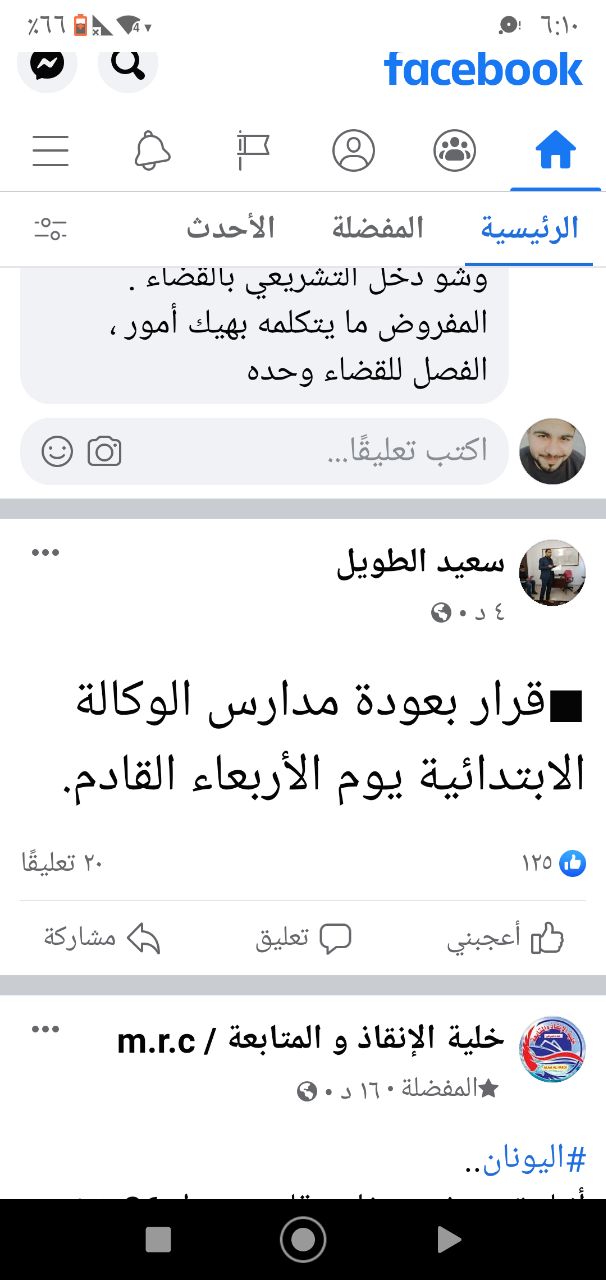 ٦:١٠
٪٦٦
4
facebook
الرئيسية
المفضلة
الأحدث
وشو دخل التشريعي بالقضاء .
المفروض ما يتكلمه بهيك أمور ،
الفصل للقضاء وحده
اكتب تعليقًا...
سعيد الطويل
٤ د •
■قرار بعودة مدارس الوكالة
الابتدائية يوم الأربعاء القادم.
١٢٥
٢٠ تعليقًا
أعجبني
تعليق
مشاركة
خلية الإنقاذ و المتابعة / m.r.c
المفضلة • ١٦ د •
#اليونان..